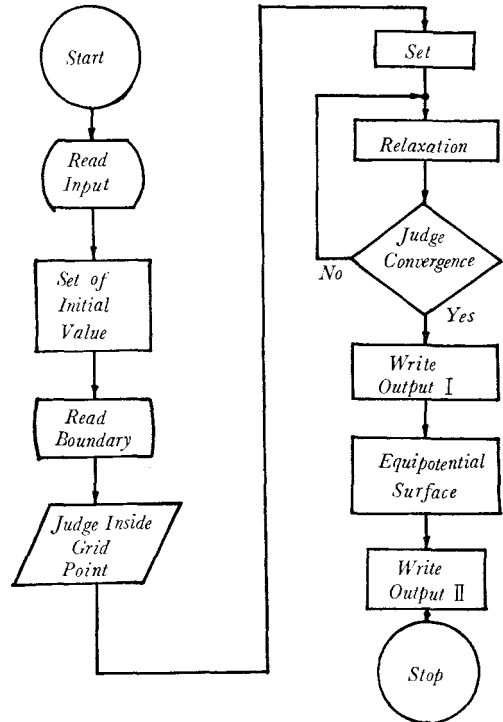 Start
Read
Input
Set of
Initial
Value
Read
Boundary
Judge Inside
Grid
Point
Set
Relaxation
Judge
Convergence
No
Yes
Write
Output I
Equipotential
Surface
Write
Output II
Stop